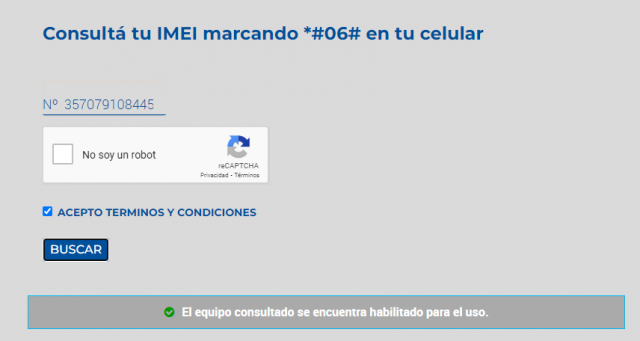 Consultá tu IMEI marcando *#06# en tu celular
Nº 357079108445
No soy un robot
reCAPTCHA
Privacidad - Términos
ACEPTO TERMINOS Y CONDICIONES
BUSCAR
El equipo consultado se encuentra habilitado para el uso.